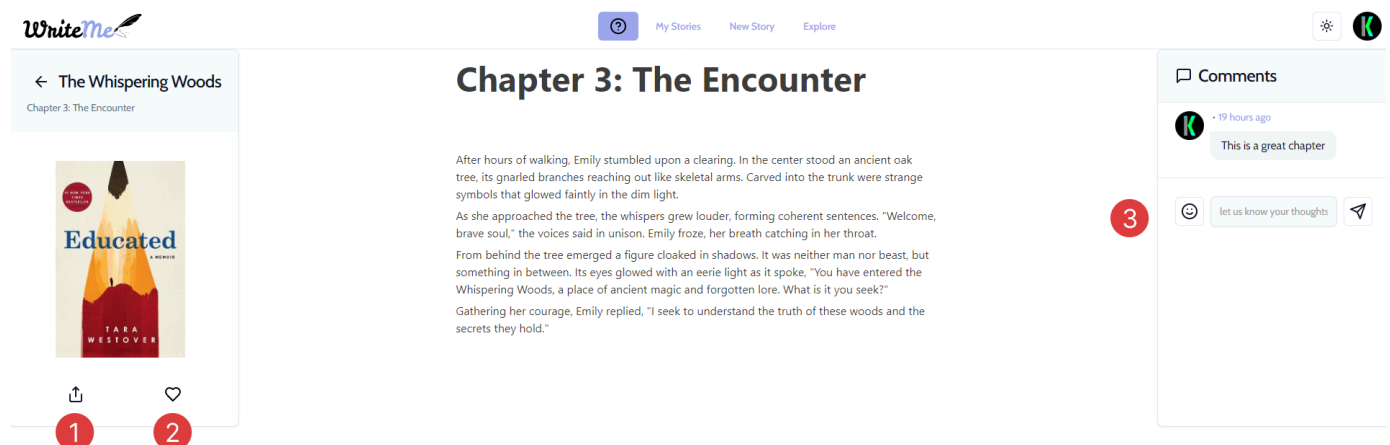 WriteMe
My Stories
New Story
Explore
The Whispering Woods
Chapter 3: The Encounter
#1 NEW YORK
TIMES
BESTSELLER
Educated
A MEMOIR
TARA
WESTOVER
1
2
Chapter 3: The Encounter
After hours of walking, Emily stumbled upon a clearing. In the center stood an ancient oak
tree, its gnarled branches reaching out like skeletal arms. Carved into the trunk were strange
symbols that glowed faintly in the dim light.
As she approached the tree, the whispers grew louder, forming coherent sentences. "Welcome,
brave soul," the voices said in unison. Emily froze, her breath catching in her throat.
From behind the tree emerged a figure cloaked in shadows. It was neither man nor beast, but
something in between. Its eyes glowed with an eerie light as it spoke, "You have entered the
Whispering Woods, a place of ancient magic and forgotten lore. What is it you seek?"
Gathering her courage, Emily replied, "I seek to understand the truth of these woods and the
secrets they hold."
Comments
• 19 hours ago
This is a great chapter
3
let us know your thoughts